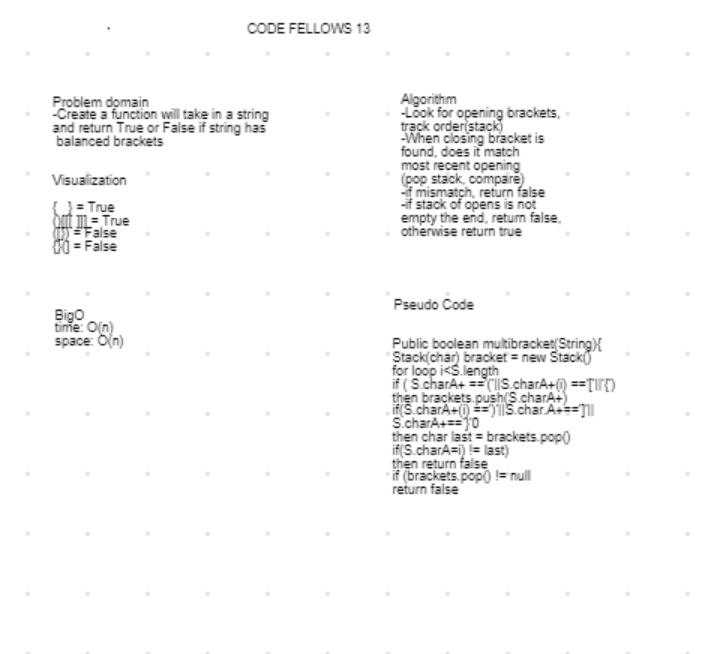 CODE FELLOWS 13
Problem domain
-Create a function will take in a string
and return True or False if string has
balanced brackets
Visualization
{ } = True
= True
= False
= False
BigO
time: O(n)
space: O(n)
Algorithm
-Look for opening brackets,
track order(stack)
-When closing bracket is
found, does it match
most recent opening
(pop stack, compare)
-if mismatch, return false
-if stack of opens is not
empty the end, return false,
otherwise return true
Pseudo Code
Public boolean multibracket(String){
Stack(char) bracket = new Stack()
for loop i<S.length
if ( S.charA+ =='('||S.charA+(i) =='['||'{')
then brackets.push(S.charA+)
if(S.charA+(i) ==')'||S.char.A+==']'||
S.charA+=='}'0
then char last = brackets.pop()
if(S.charA=i) != last)
then return false
if (brackets.pop() != null
return false